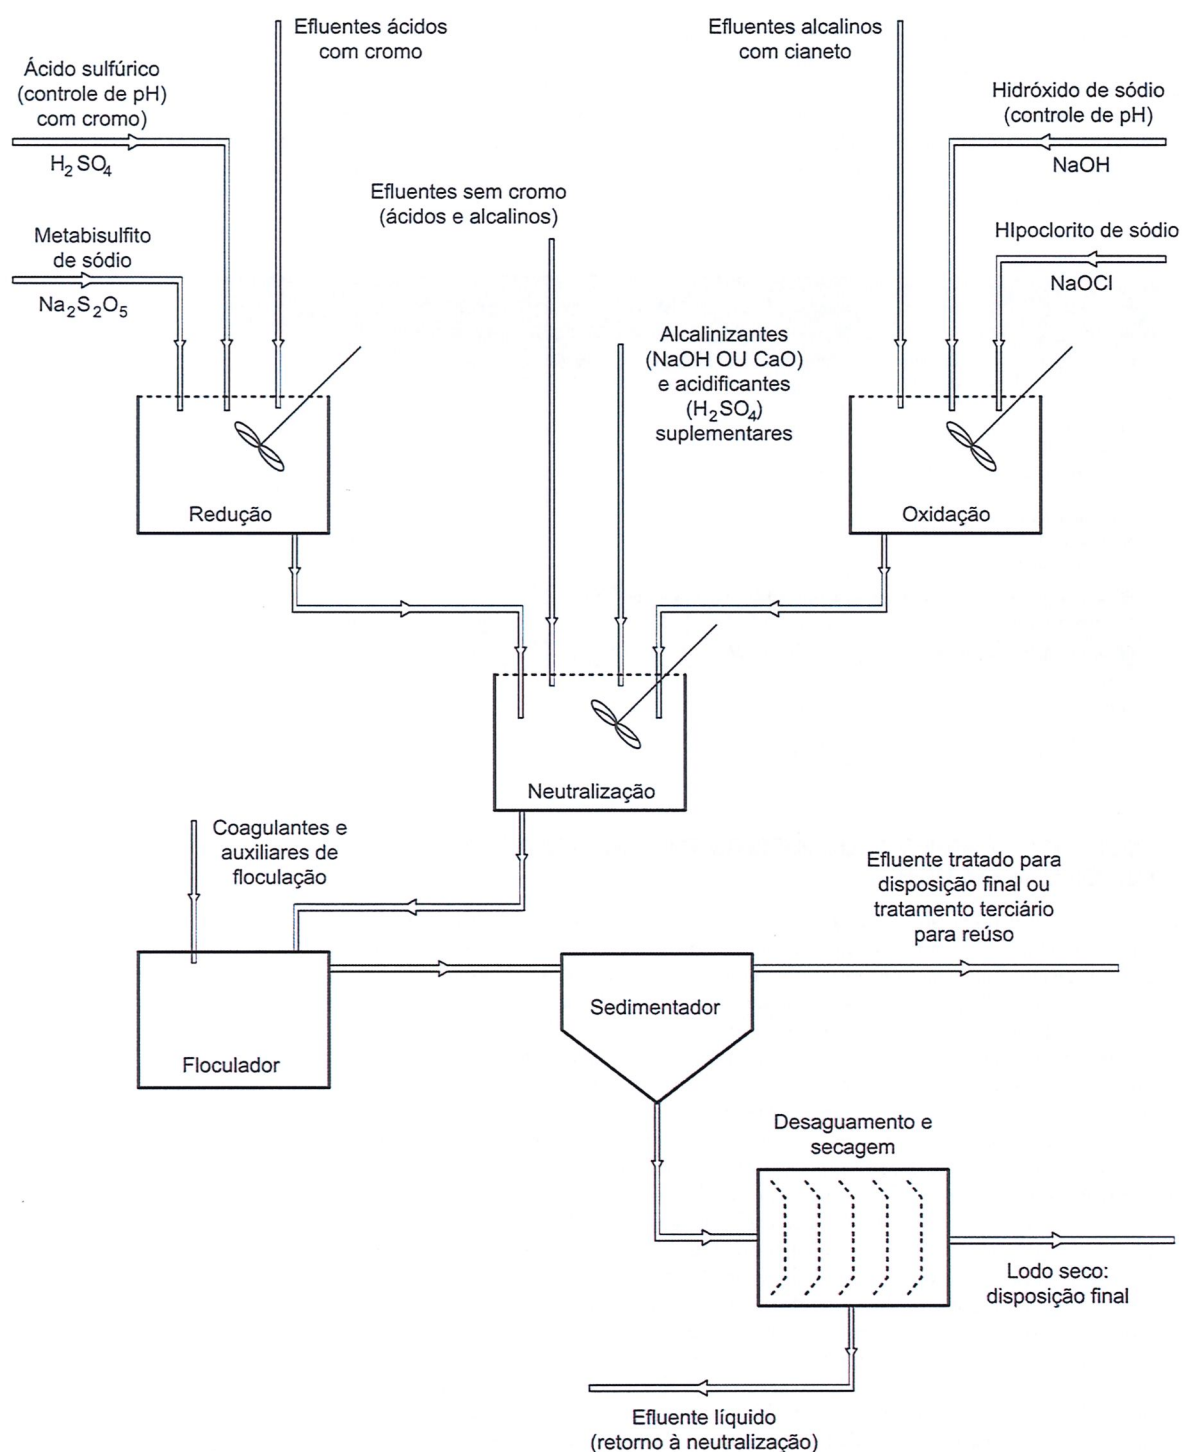 Efluentes ácidos
com cromo
Efluentes alcalinos
com cianeto
Ácido sulfúrico
(controle de pH)
com cromo)
H₂SO₄
Hidróxido de sódio
(controle de pH)
NaOH
Efluentes sem cromo
(ácidos e alcalinos)
Metabisulfito
de sódio
Na₂S₂O₅
HIpoclorito de sódio
NaOCl
Alcalinizantes
(NaOH OU CaO)
e acidificantes
(H₂SO₄)
suplementares
Redução
Oxidação
Neutralização
Coagulantes e
auxiliares de
floculação
Efluente tratado para
disposição final ou
tratamento terciário
para reúso
Sedimentador
Floculador
Desaguamento e
secagem
Lodo seco:
disposição final
Efluente líquido
(retorno à neutralização)